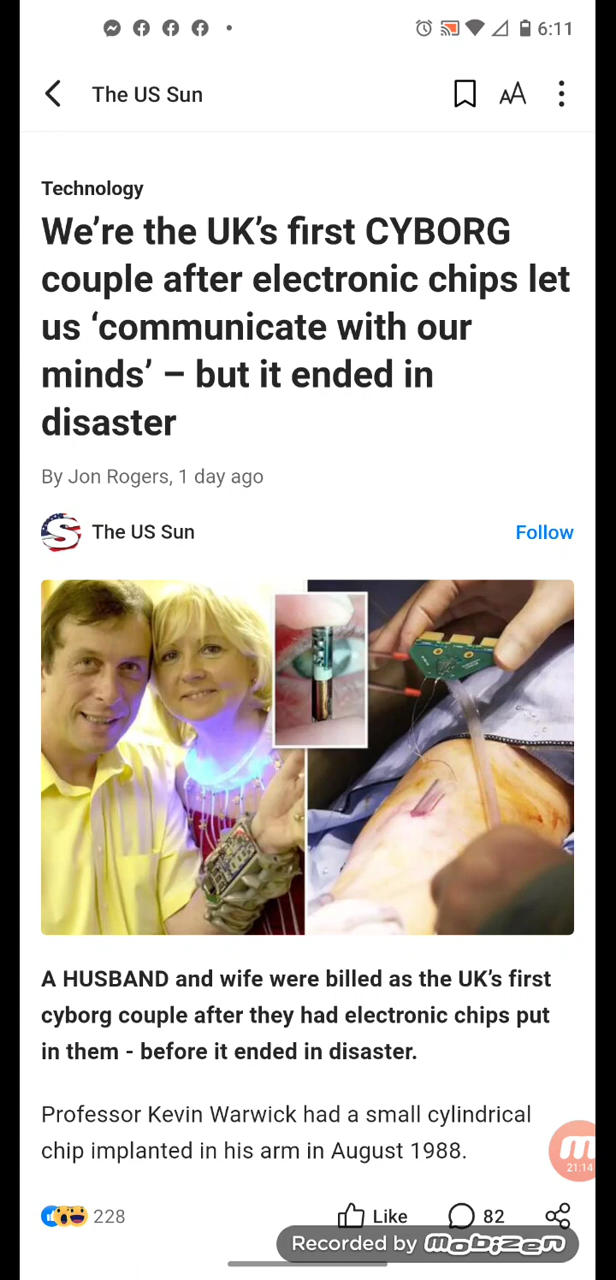 6:11
The US Sun
AA
Technology
We’re the UK’s first CYBORG
couple after electronic chips let
us ‘communicate with our
minds’ – but it ended in
disaster
By Jon Rogers, 1 day ago
S
The US Sun
Follow
A HUSBAND and wife were billed as the UK’s first
cyborg couple after they had electronic chips put
in them - before it ended in disaster.
Professor Kevin Warwick had a small cylindrical
chip implanted in his arm in August 1988.
m
21:14
228
Like
82
Recorded by mobizen